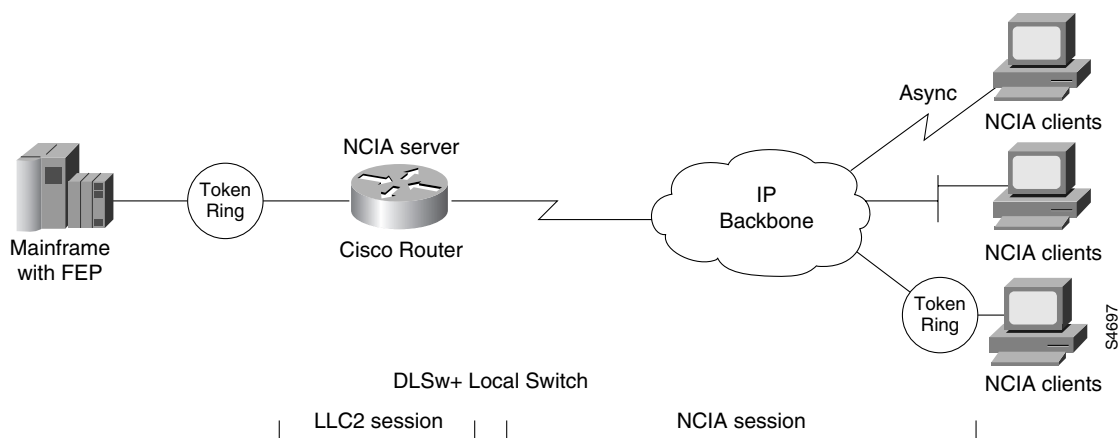 Async
NCIA clients
NCIA server
Token
Ring
IP
Backbone
Mainframe
with FEP
Cisco Router
NCIA clients
Token
Ring
S4697
NCIA clients
DLSw+ Local Switch
LLC2 session
NCIA session